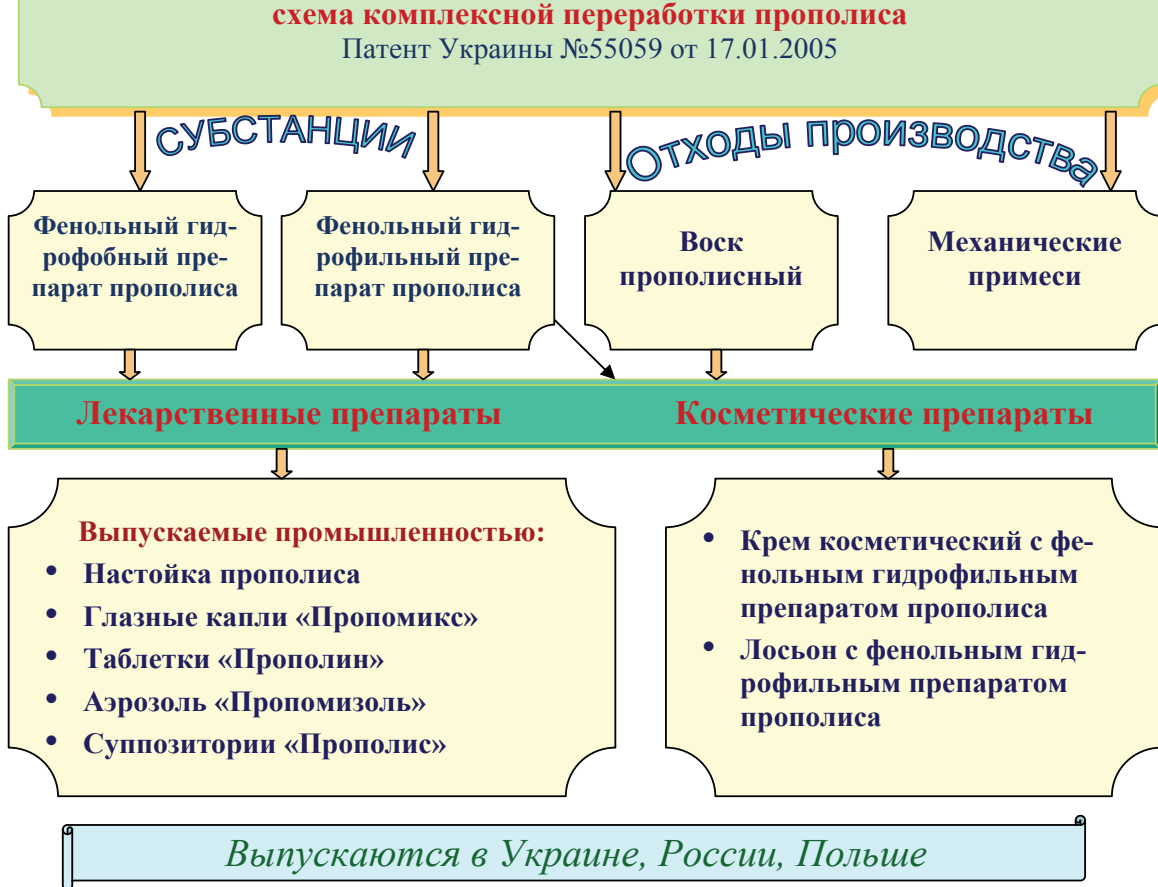 схема комплексной переработки прополиса
Патент Украины №55059 от 17.01.2005
СУБСТАНЦИИ
Отходы производства
Фенольный гид-
рофобный пре-
парат прополиса
Фенольный гид-
рофильный пре-
парат прополиса
Воск
прополисный
Механические
примеси
Лекарственные препараты
Косметические препараты
Выпускаемые промышленностью:
• Настойка прополиса
• Глазные капли «Пропомикс»
• Таблетки «Прополин»
• Аэрозоль «Пропомизоль»
• Суппозитории «Прополис»
• Крем косметический с фе-
нольным гидрофильным
препаратом прополиса
• Лосьон с фенольным гид-
рофильным препаратом
прополиса
Выпускаются в Украине, России, Польше